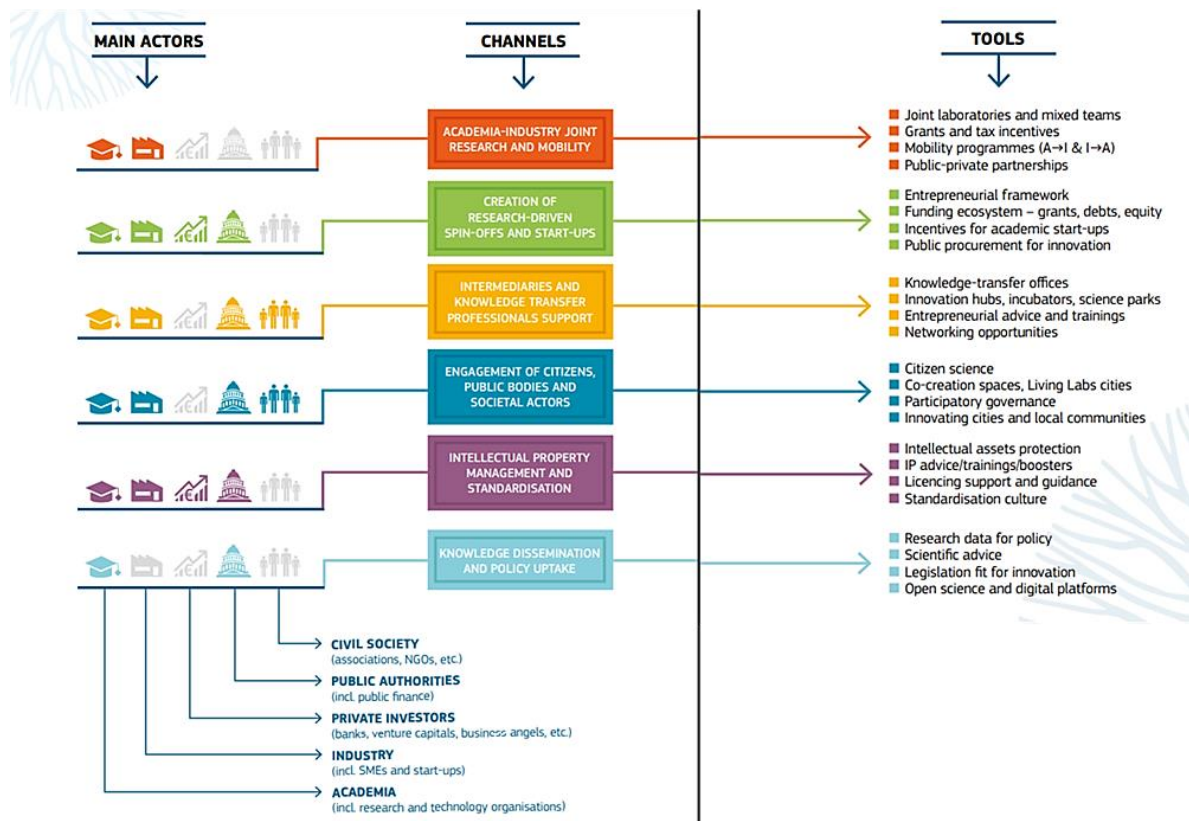 MAIN ACTORS
CHANNELS
TOOLS
ACADEMIA-INDUSTRY JOINT
RESEARCH AND MOBILITY
Joint laboratories and mixed teams
Grants and tax incentives
Mobility programmes (A→I & I→A)
Public-private partnerships
CREATION OF
RESEARCH-DRIVEN
SPIN-OFFS AND START-UPS
Entrepreneurial framework
Funding ecosystem – grants, debts, equity
Incentives for academic start-ups
Public procurement for innovation
INTERMEDIARIES AND
KNOWLEDGE TRANSFER
PROFESSIONALS SUPPORT
Knowledge-transfer offices
Innovation hubs, incubators, science parks
Entrepreneurial advice and trainings
Networking opportunities
ENGAGEMENT OF CITIZENS,
PUBLIC BODIES AND
SOCIETAL ACTORS
Citizen science
Co-creation spaces, Living Labs cities
Participatory governance
Innovating cities and local communities
INTELLECTUAL PROPERTY
MANAGEMENT AND
STANDARDISATION
Intellectual assets protection
IP advice/trainings/boosters
Licencing support and guidance
Standardisation culture
KNOWLEDGE DISSEMINATION
AND POLICY UPTAKE
Research data for policy
Scientific advice
Legislation fit for innovation
Open science and digital platforms
CIVIL SOCIETY
(associations, NGOs, etc.)
PUBLIC AUTHORITIES
(incl. public finance)
PRIVATE INVESTORS
(banks, venture capitals, business angels, etc.)
INDUSTRY
(incl. SMEs and start-ups)
ACADEMIA
(incl. research and technology organisations)